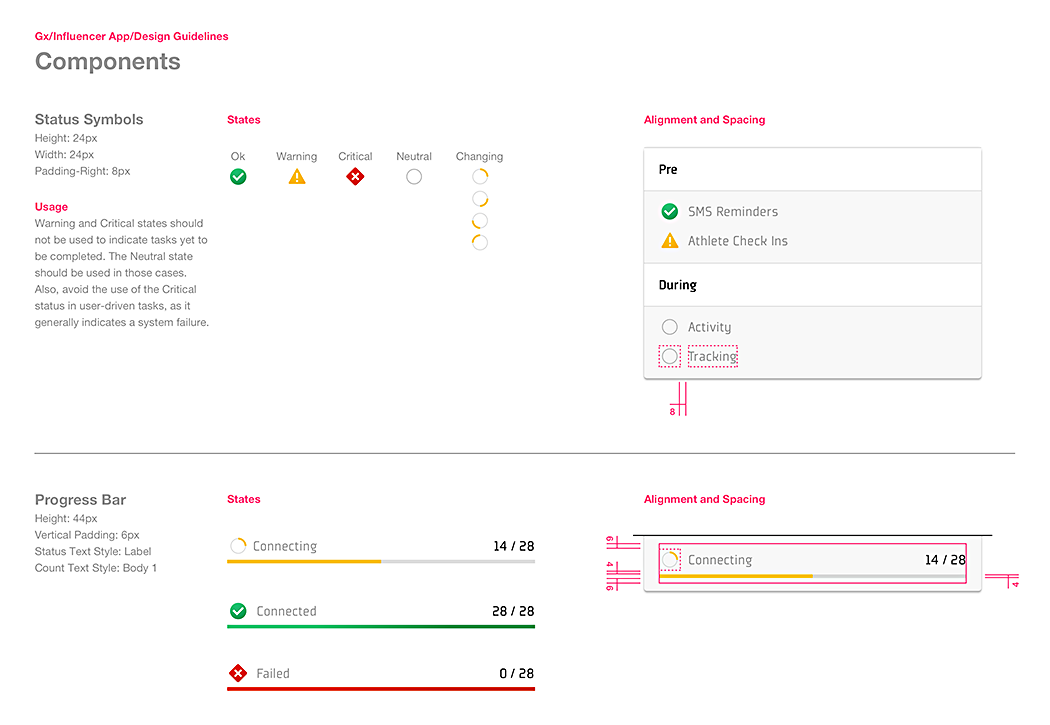 Gx/Influencer App/Design Guidelines
Components
Status Symbols
Height: 24px
Width: 24px
Padding-Right: 8px
Usage
Warning and Critical states should
not be used to indicate tasks yet to
be completed. The Neutral state
should be used in those cases.
Also, avoid the use of the Critical
status in user-driven tasks, as it
generally indicates a system failure.
States
Ok Warning Critical Neutral Changing
Alignment and Spacing
Pre
SMS Reminders
Athlete Check Ins
During
Activity
Tracking
8
Progress Bar
Height: 44px
Vertical Padding: 6px
Status Text Style: Label
Count Text Style: Body 1
States
Connecting 14 / 28
Connected 28 / 28
Failed 0 / 28
Alignment and Spacing
6
Connecting 14 / 28
4
6
4